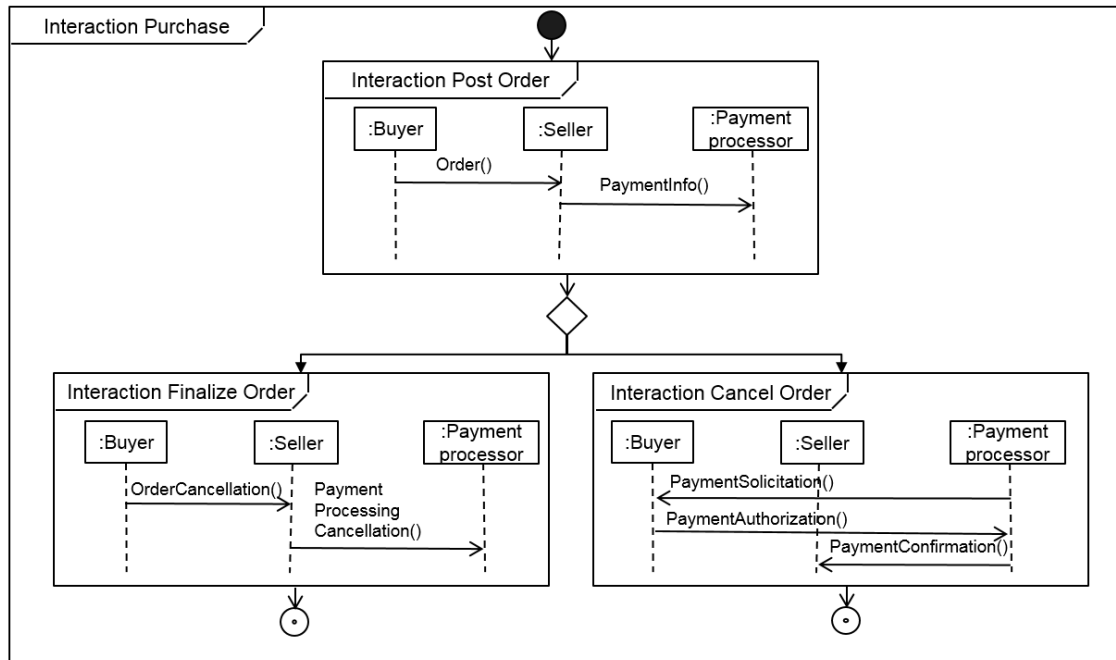 Interaction Purchase
Interaction Post Order
:Buyer
:Seller
:Payment
processor
Order()
PaymentInfo()
Interaction Finalize Order
:Buyer
:Seller
:Payment
processor
OrderCancellation()
Payment
Processing
Cancellation()
Interaction Cancel Order
:Buyer
:Seller
:Payment
processor
PaymentSolicitation()
PaymentAuthorization()
PaymentConfirmation()